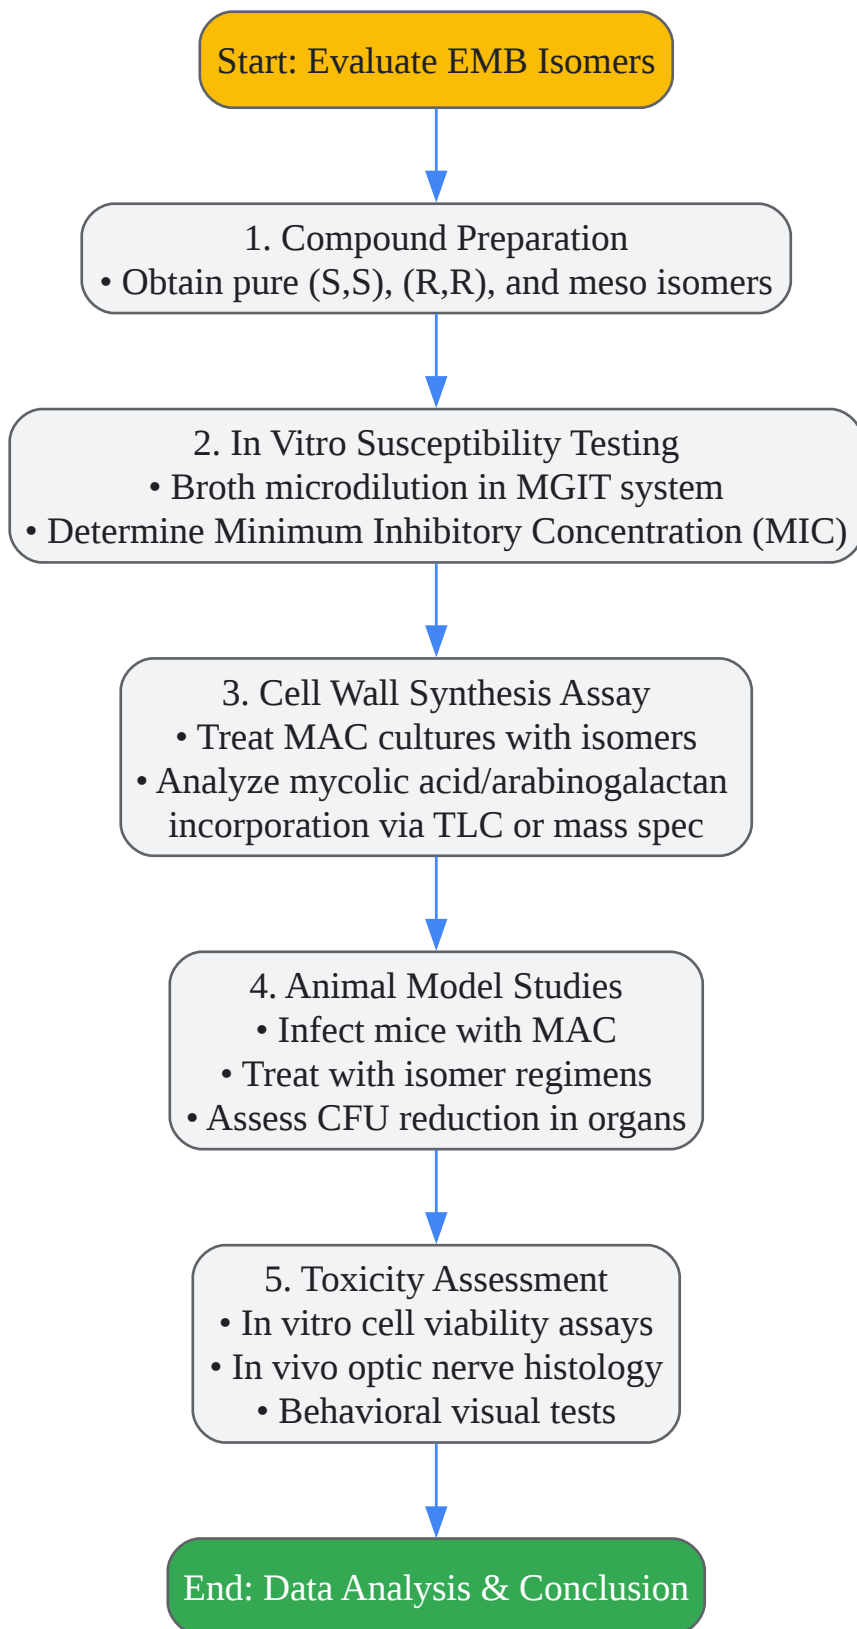 Start: Evaluate EMB Isomers
1. Compound Preparation
• Obtain pure (S,S), (R,R), and meso isomers
2. In Vitro Susceptibility Testing
• Broth microdilution in MGIT system
• Determine Minimum Inhibitory Concentration (MIC)
3. Cell Wall Synthesis Assay
• Treat MAC cultures with isomers
• Analyze mycolic acid/arabinogalactan
incorporation via TLC or mass spec
4. Animal Model Studies
• Infect mice with MAC
• Treat with isomer regimens
• Assess CFU reduction in organs
5. Toxicity Assessment
• In vitro cell viability assays
• In vivo optic nerve histology
• Behavioral visual tests
End: Data Analysis & Conclusion